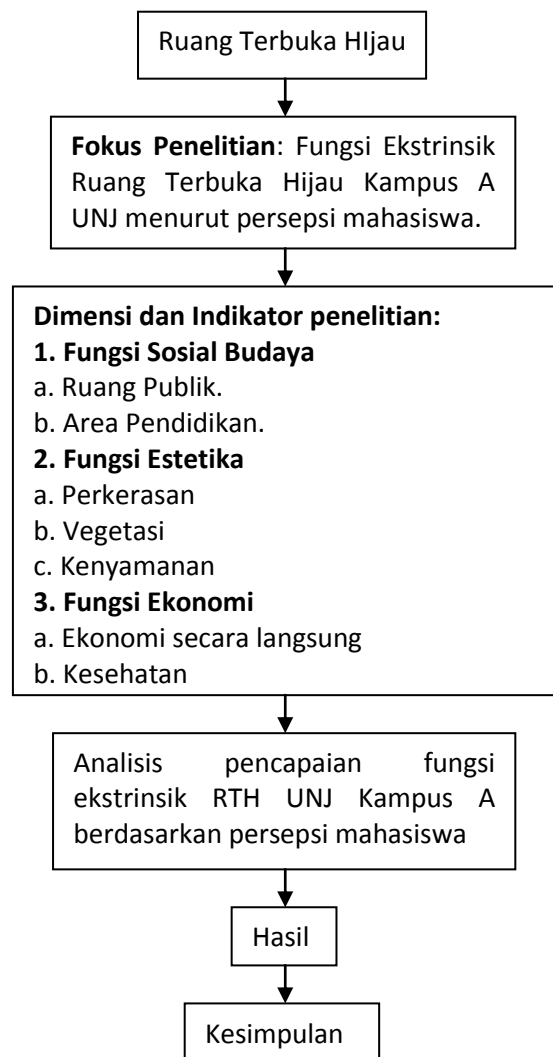 Ruang Terbuka HIjau
Fokus Penelitian: Fungsi Ekstrinsik
Ruang Terbuka Hijau Kampus A
UNJ menurut persepsi mahasiswa.
Dimensi dan Indikator penelitian:
1. Fungsi Sosial Budaya
a. Ruang Publik.
b. Area Pendidikan.
2. Fungsi Estetika
a. Perkerasan
b. Vegetasi
c. Kenyamanan
3. Fungsi Ekonomi
a. Ekonomi secara langsung
b. Kesehatan
Analisis pencapaian fungsi
ekstrinsik RTH UNJ Kampus A
berdasarkan persepsi mahasiswa
Hasil
Kesimpulan